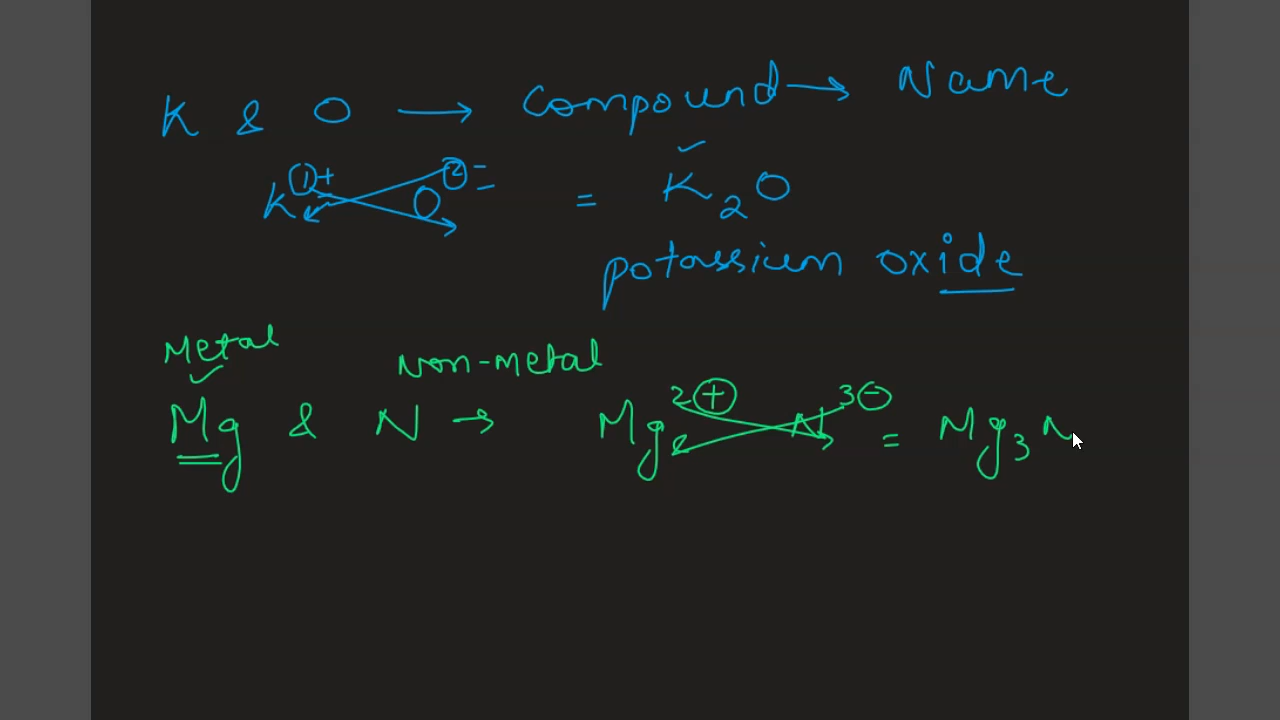 K & O → Compound → Name
K 1+ O 2- = K₂O
potassium oxide
Metal Non-metal
Mg & N → Mg 2+ N 3- = Mg₃N